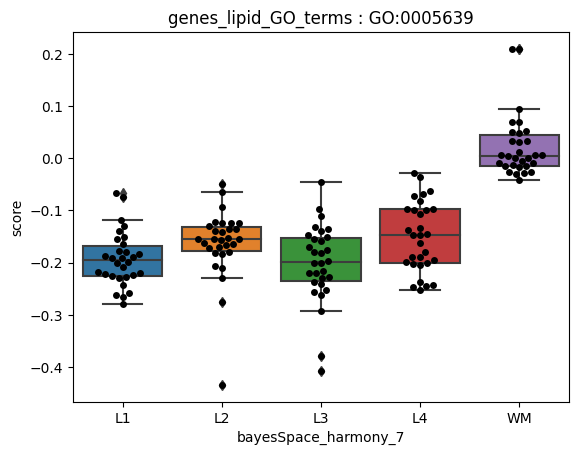 genes_lipid_GO_terms : GO:0005639
0.2
0.1
0.0
−0.1
−0.2
−0.3
−0.4
score
L1 L2 L3 L4 WM
bayesSpace_harmony_7